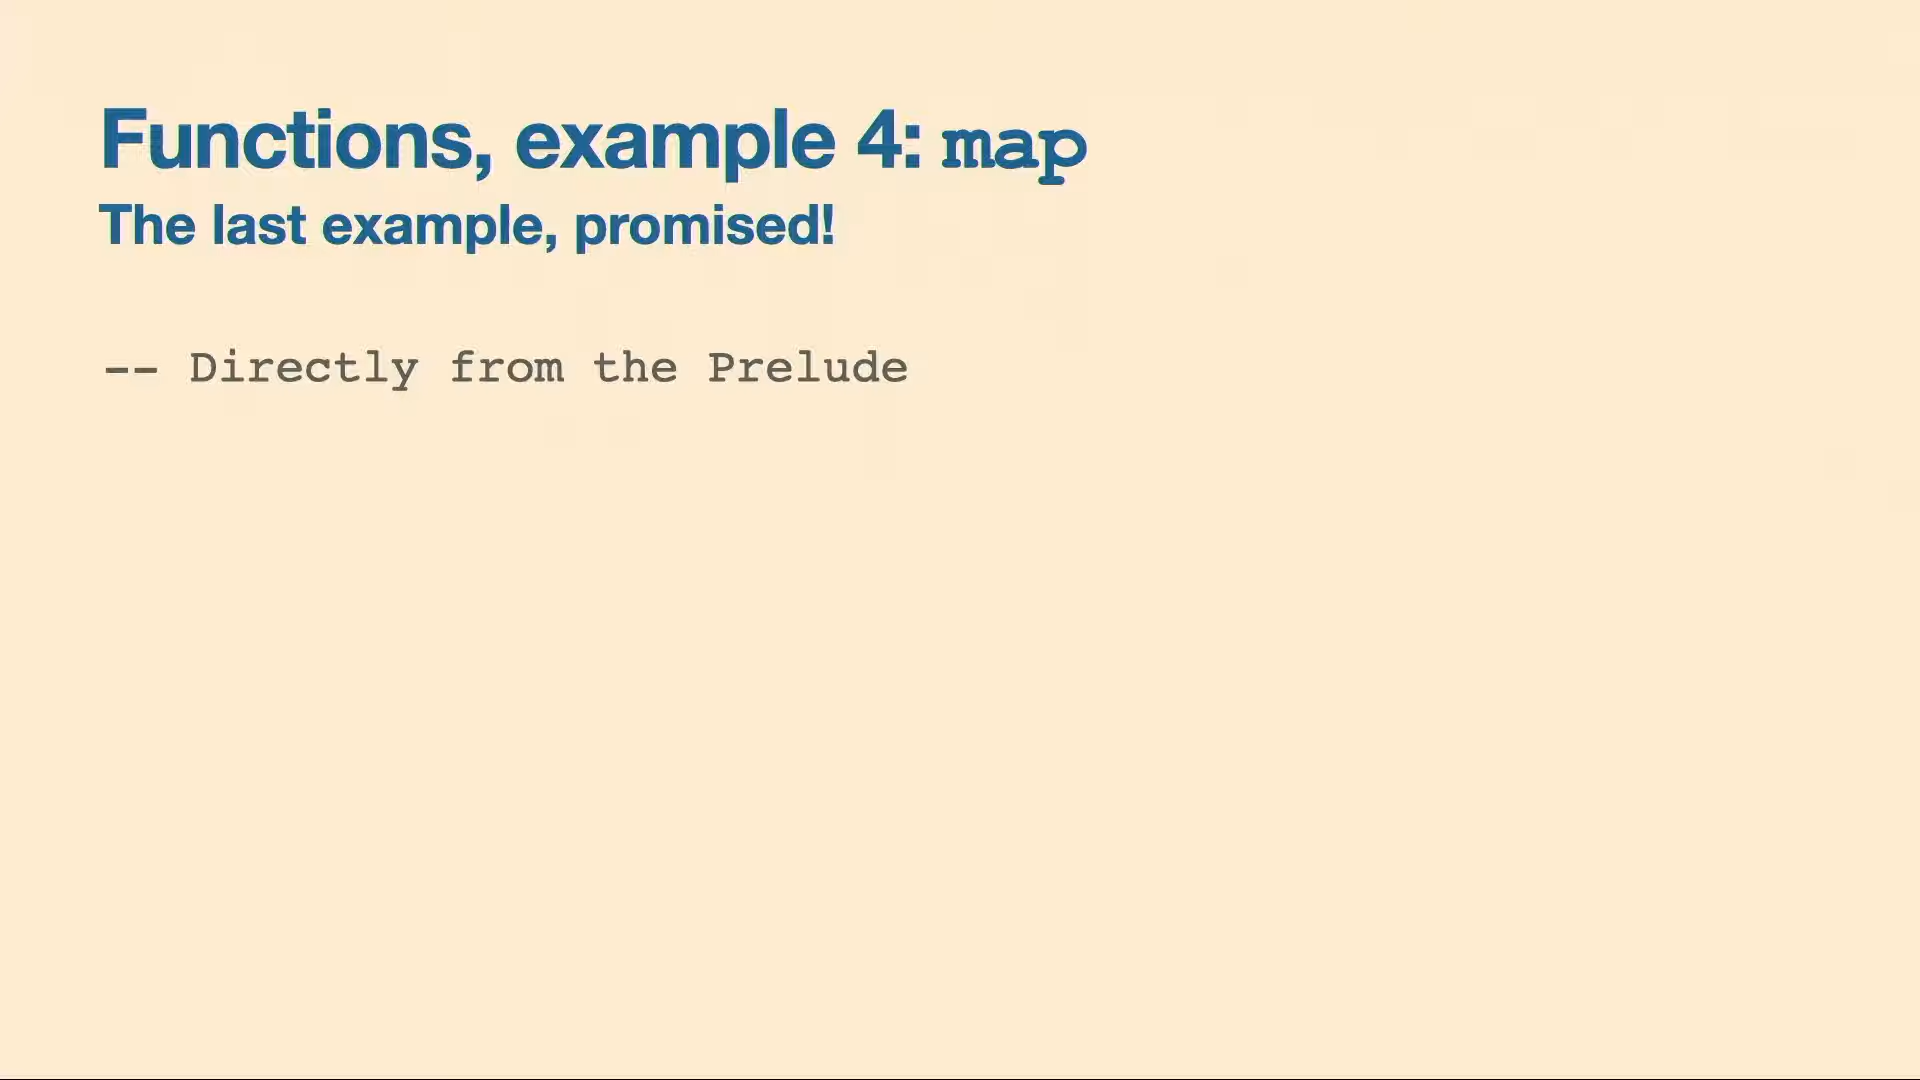 Functions, example 4: map
The last example, promised!
-- Directly from the Prelude